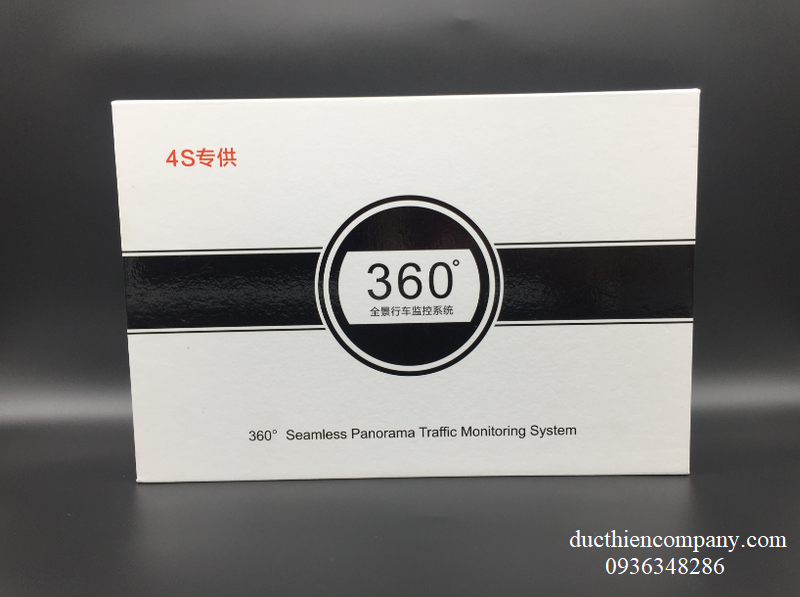 4S专供
360°
全景行车监控系统
360° Seamless Panorama Traffic Monitoring System
ducthiencompany.com
0936348286